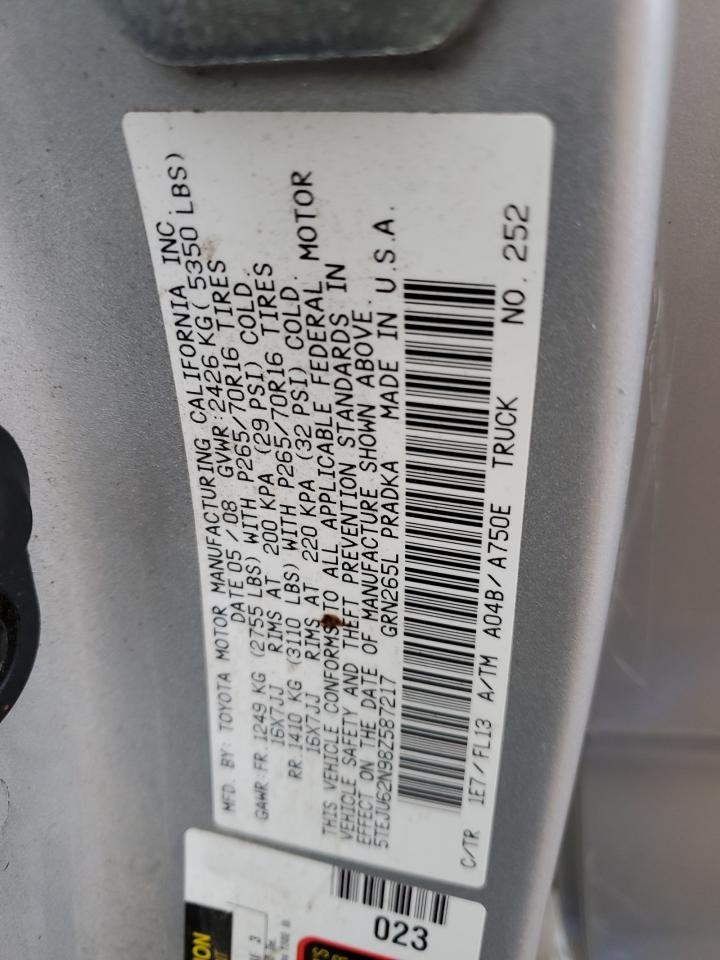 MFD. BY: TOYOTA MOTOR MANUFACTURING CALIFORNIA INC.
DATE 05 / 08 GVWR:2426 KG( 5350 LBS)
GAWR:FR.1249 KG (2755 LBS) WITH P265/70R16 TIRES
16X7JJ RIMS AT 200 KPA (29 PSI) COLD.
RR.1410 KG (3110 LBS) WITH P265/70R16 TIRES
16X7JJ RIMS AT 220 KPA (32 PSI) COLD.
THIS VEHICLE CONFORMS TO ALL APPLICABLE FEDERAL MOTOR
VEHICLE SAFETY AND THEFT PREVENTION STANDARDS IN
EFFECT ON THE DATE OF MANUFACTURE SHOWN ABOVE.
5TEJU62N98Z587217 GRN265L PRADKA MADE IN U.S.A.
C/TR 1E7/FL13 A/TM A04B/A750E TRUCK NO. 252
023